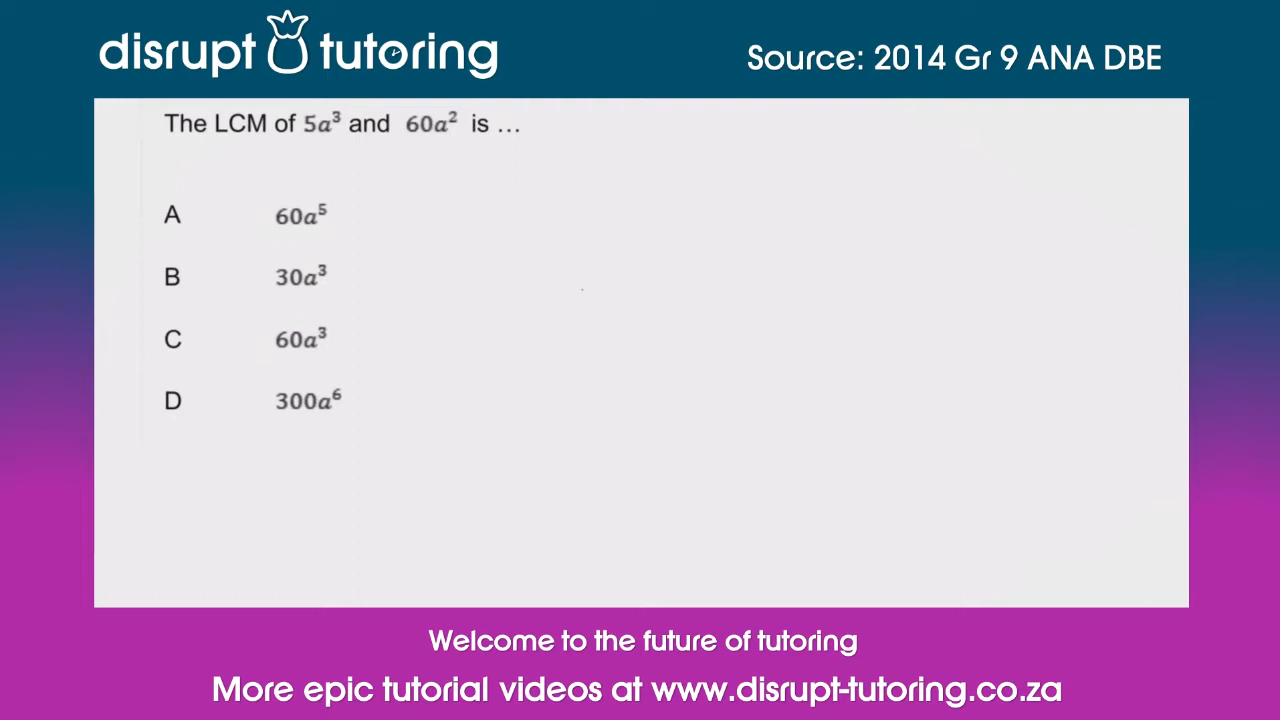 disrupt tutoring
Source: 2014 Gr 9 ANA DBE
The LCM of 5a³ and 60a² is …
A 60a⁵
B 30a³
C 60a³
D 300a⁶
Welcome to the future of tutoring
More epic tutorial videos at www.disrupt-tutoring.co.za